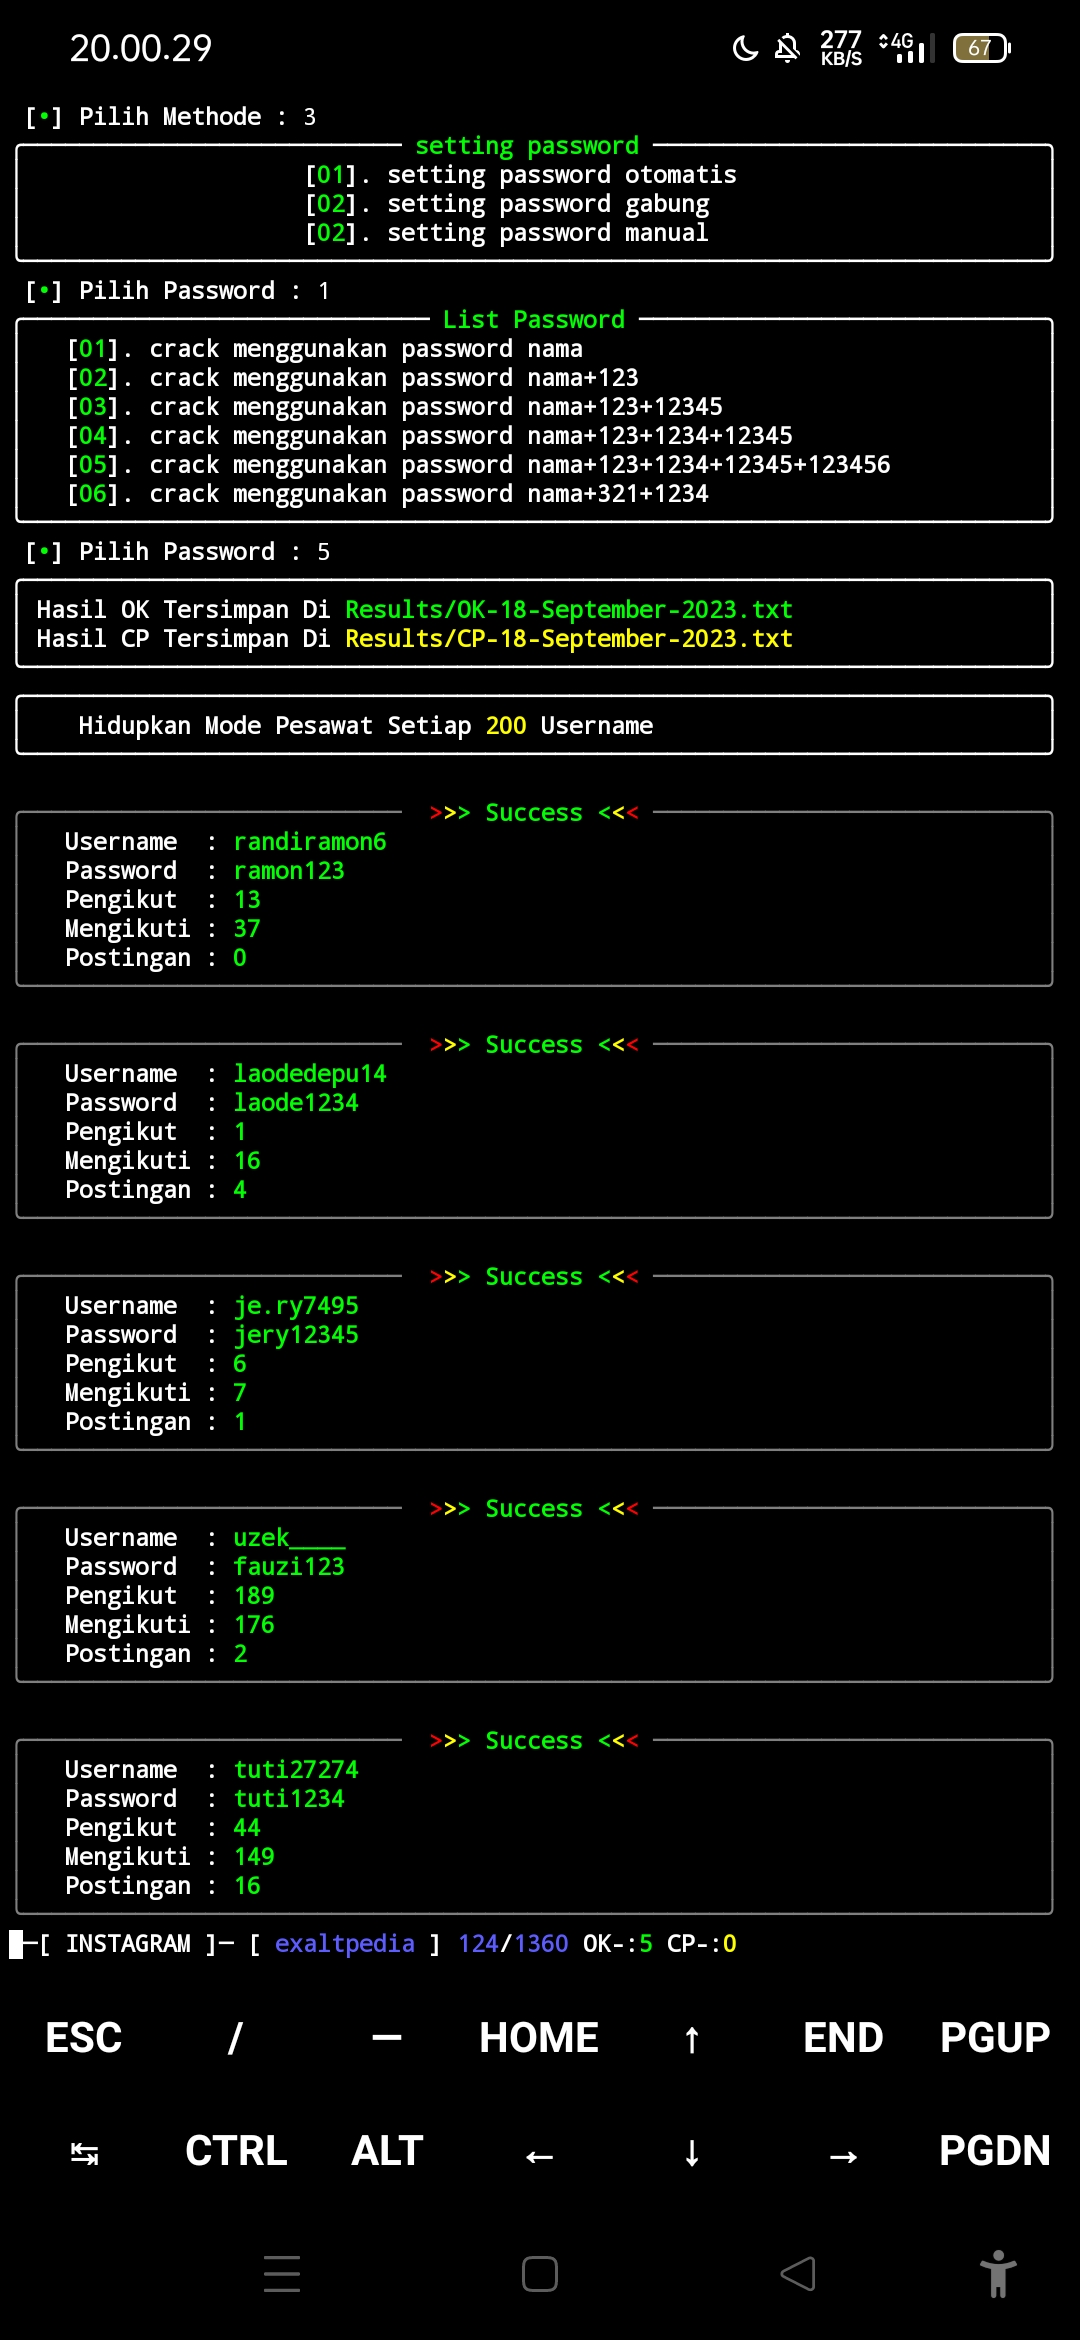 20.00.29
277 KB/S 4G 67
[•] Pilih Methode : 3
setting password
[01]. setting password otomatis
[02]. setting password gabung
[02]. setting password manual
[•] Pilih Password : 1
List Password
[01]. crack menggunakan password nama
[02]. crack menggunakan password nama+123
[03]. crack menggunakan password nama+123+12345
[04]. crack menggunakan password nama+123+1234+12345
[05]. crack menggunakan password nama+123+1234+12345+123456
[06]. crack menggunakan password nama+321+1234
[•] Pilih Password : 5
Hasil OK Tersimpan Di Results/OK-18-September-2023.txt
Hasil CP Tersimpan Di Results/CP-18-September-2023.txt
Hidupkan Mode Pesawat Setiap 200 Username
>>> Success <<<
Username : randiramon6
Password : ramon123
Pengikut : 13
Mengikuti : 37
Postingan : 0
>>> Success <<<
Username : laodedepu14
Password : laode1234
Pengikut : 1
Mengikuti : 16
Postingan : 4
>>> Success <<<
Username : je.ry7495
Password : jery12345
Pengikut : 6
Mengikuti : 7
Postingan : 1
>>> Success <<<
Username : uzek____
Password : fauzi123
Pengikut : 189
Mengikuti : 176
Postingan : 2
>>> Success <<<
Username : tuti27274
Password : tuti1234
Pengikut : 44
Mengikuti : 149
Postingan : 16
─[ INSTAGRAM ]─ [ exaltpedia ] 124/1360 OK-:5 CP-:0
ESC / — HOME ↑ END PGUP
↹ CTRL ALT ← ↓ → PGDN